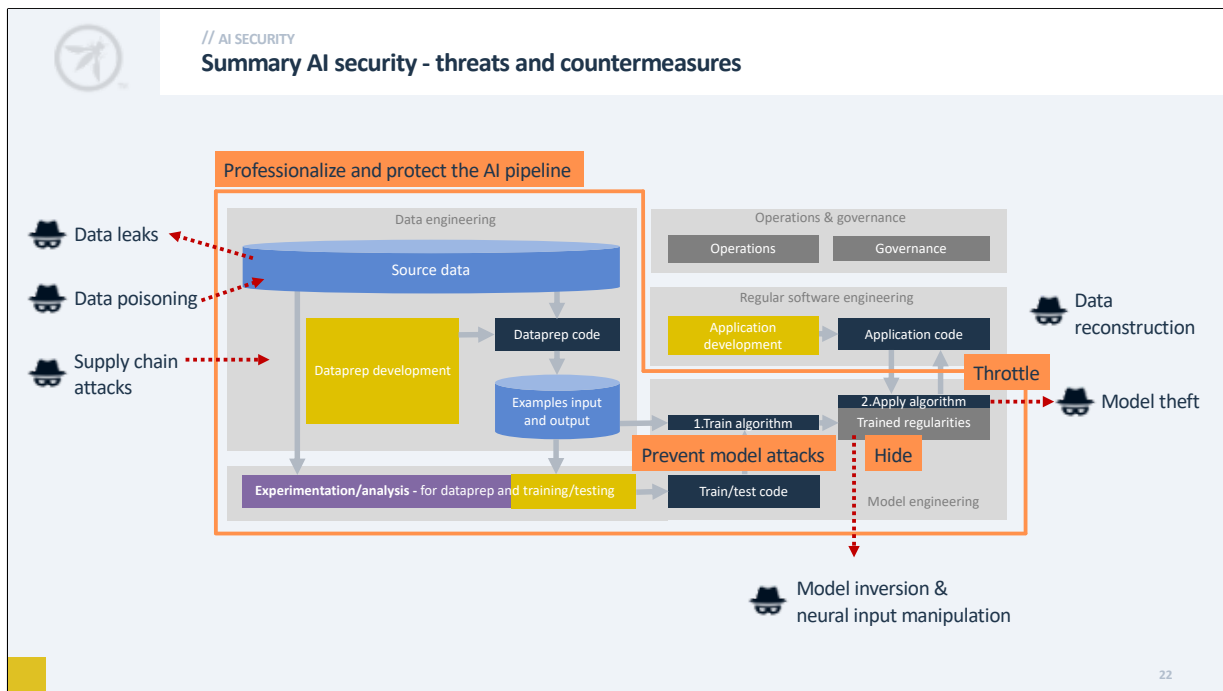 // AI SECURITY
Summary AI security - threats and countermeasures
Professionalize and protect the AI pipeline
Data engineering
Operations & governance
Data leaks
Operations
Governance
Source data
Data poisoning
Regular software engineering
Data
reconstruction
Application
development
Application code
Dataprep code
Supply chain
attacks
Dataprep development
Throttle
Examples input
and output
2.Apply algorithm
Model theft
1.Train algorithm
Trained regularities
Prevent model attacks
Hide
Experimentation/analysis - for dataprep and training/testing
Train/test code
Model engineering
Model inversion &
neural input manipulation
22